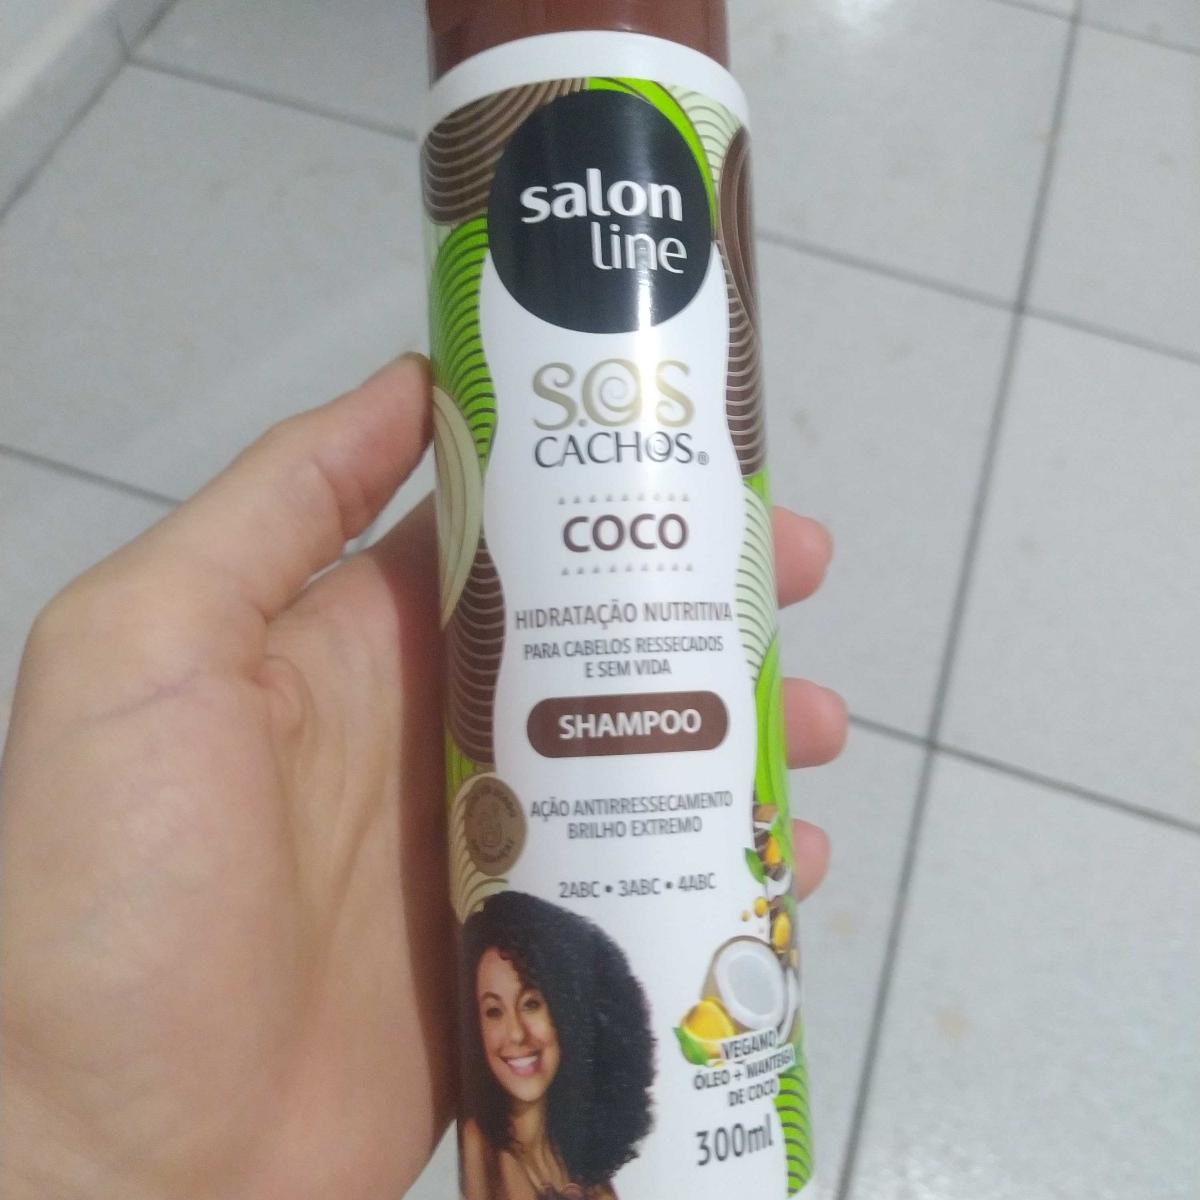 salon
line
S.O.S
CACHOS®
COCO
HIDRATAÇÃO NUTRITIVA
PARA CABELOS RESSECADOS
E SEM VIDA
SHAMPOO
AÇÃO ANTIRRESSECAMENTO
BRILHO EXTREMO
2ABC • 3ABC • 4ABC
VEGANO
ÓLEO + MANTEIGA
DE COCO
300ml